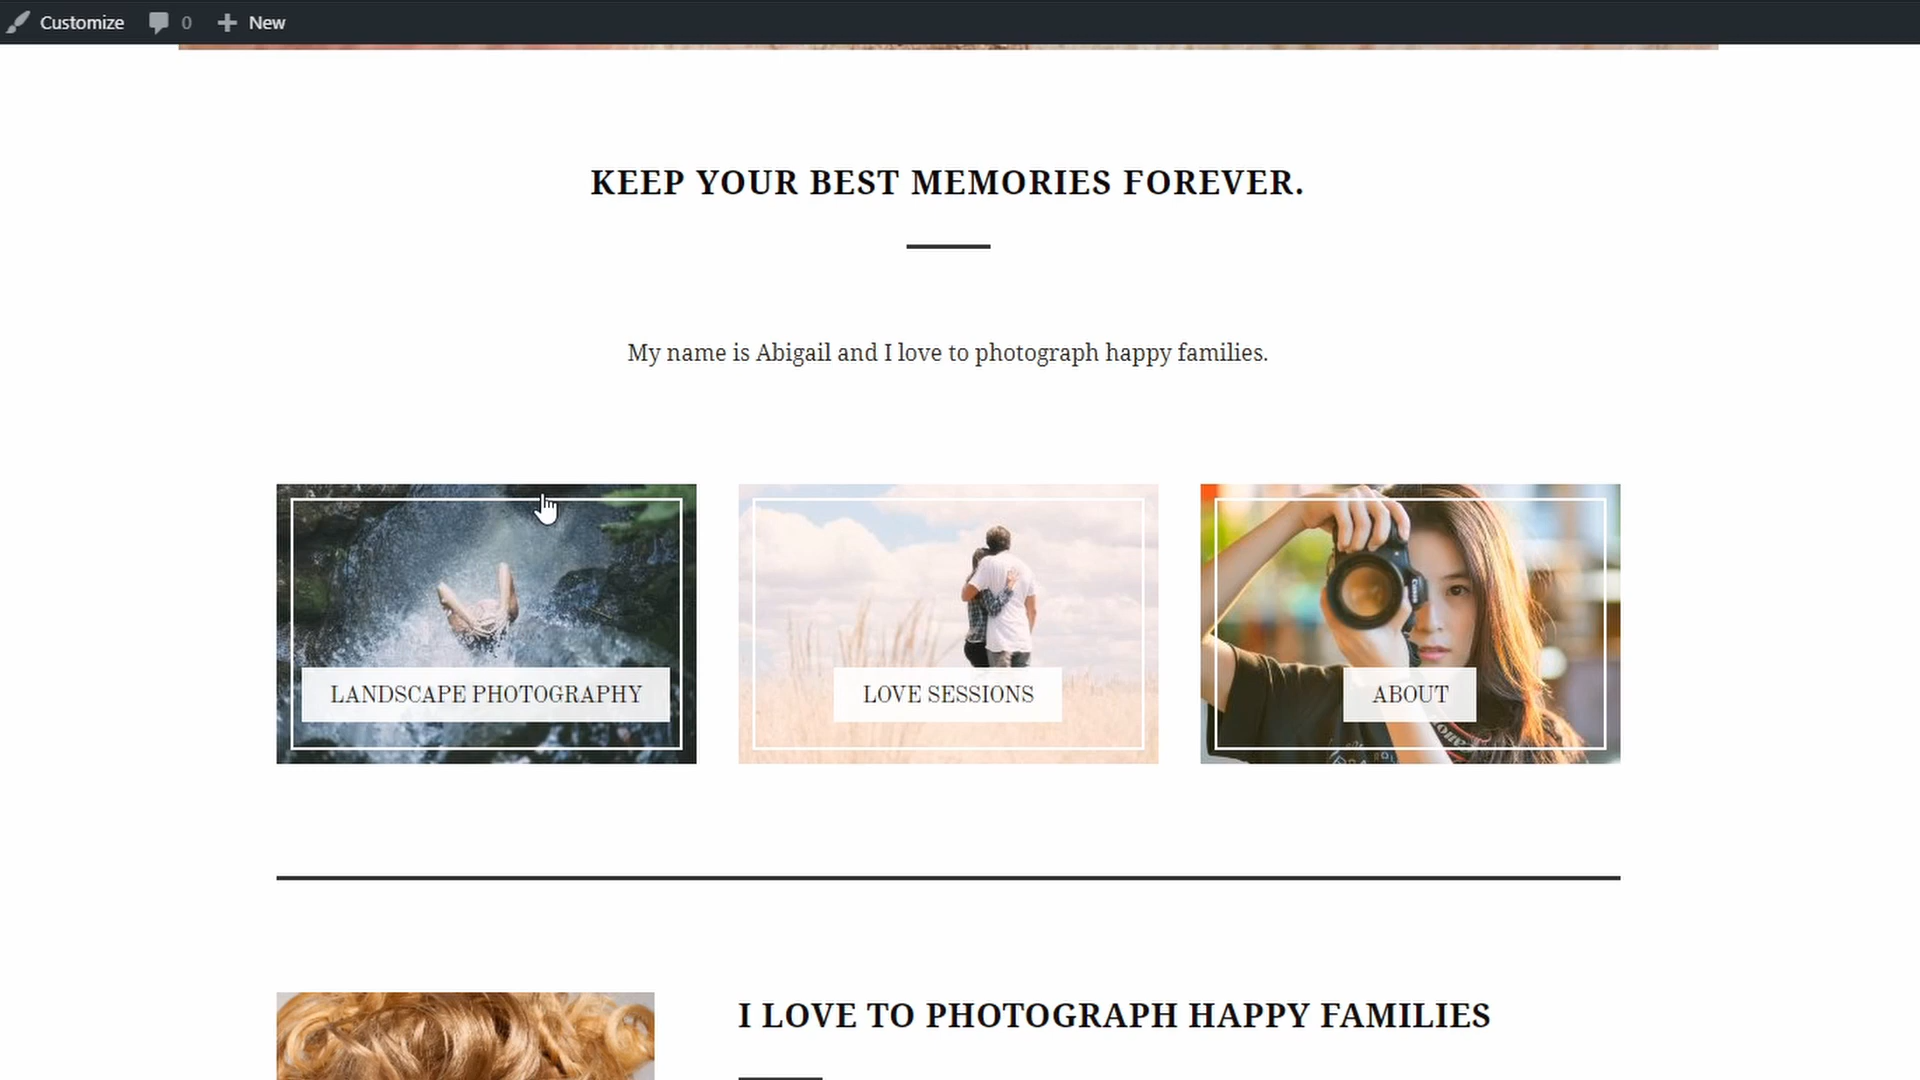 Customize 0 New
KEEP YOUR BEST MEMORIES FOREVER.
My name is Abigail and I love to photograph happy families.
LANDSCAPE PHOTOGRAPHY
LOVE SESSIONS
ABOUT
Canon
I LOVE TO PHOTOGRAPH HAPPY FAMILIES